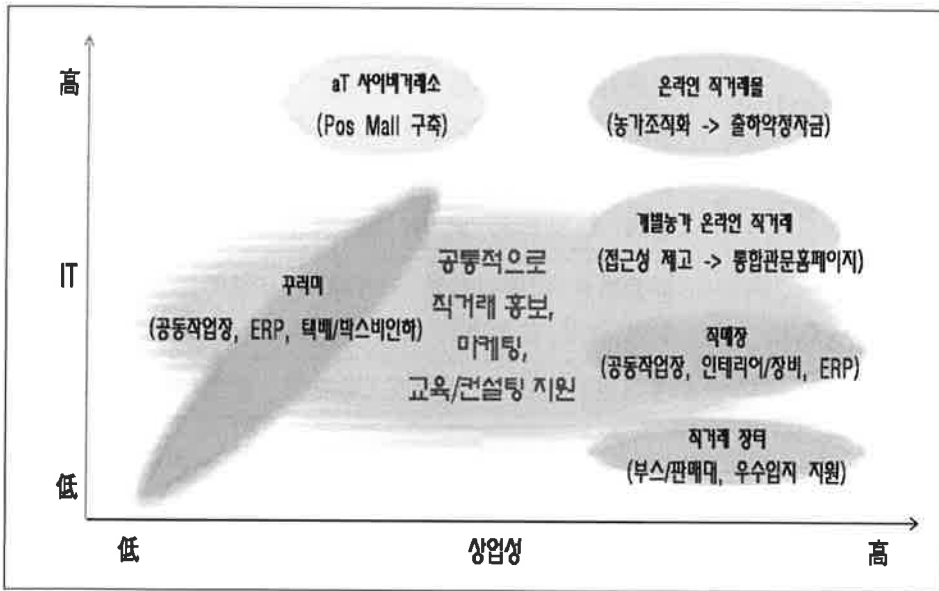 高
IT
低
aT 사이버거래소
(Pos Mall 구축)
온라인 직거래몰
(농가조직화 -> 출하약정자금)
개별농가 온라인 직거래
(접근성 제고 -> 통합관문홈페이지)
꾸러미
(공동작업장, ERP, 택배/박스비인하)
공통적으로
직거래 홍보,
마케팅,
교육/컨설팅 지원
직매장
(공동작업장, 인테리어/장비, ERP)
직거래 장터
(부스/판매대, 우수입지 지원)
低
상업성
高